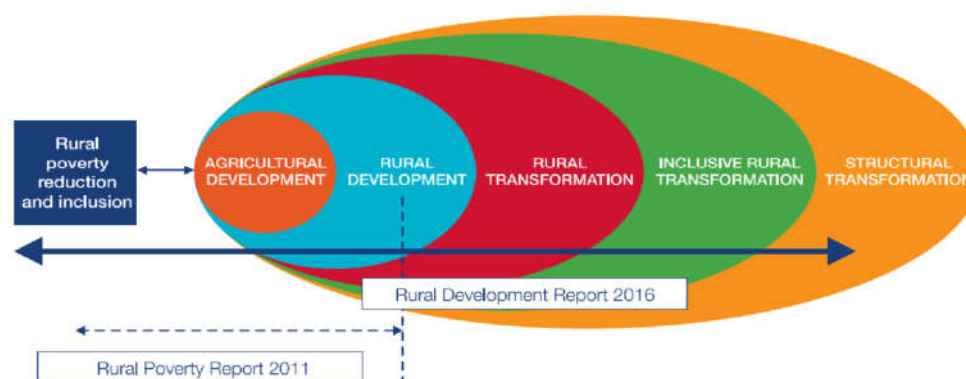 Rural
poverty
reduction
and inclusion
AGRICULTURAL
DEVELOPMENT
RURAL
DEVELOPMENT
RURAL
TRANSFORMATION
INCLUSIVE RURAL
TRANSFORMATION
STRUCTURAL
TRANSFORMATION
Rural Development Report 2016
Rural Poverty Report 2011